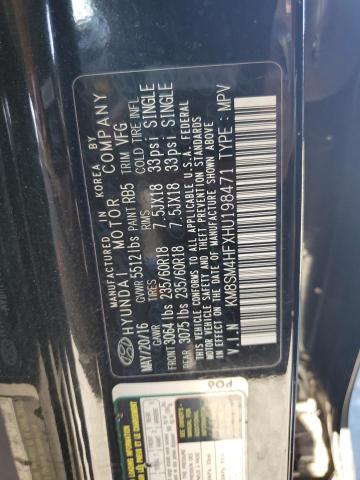 MANUFACTURED IN KOREA BY
HYUNDAI MOTOR COMPANY
MAY/20/16 GVWR 5512lbs PAINT RB5 TRIM VFG
GAWR RIMS COLD TIRE INFL.
FRONT 3064 lbs 235/60R18 7.5JX18 33psi SINGLE
REAR 3075 lbs 235/60R18 7.5JX18 33psi SINGLE
THIS VEHICLE CONFORMS TO ALL APPLICABLE U.S.A. FEDERAL
MOTOR VEHICLE SAFETY AND THEFT PREVENTION STANDARDS
IN EFFECT ON THE DATE OF MANUFACTURE SHOWN ABOVE.
V.I.N : KM8SM4HFXHU198471 TYPE : MPV
P06
LOADING INFORMATION